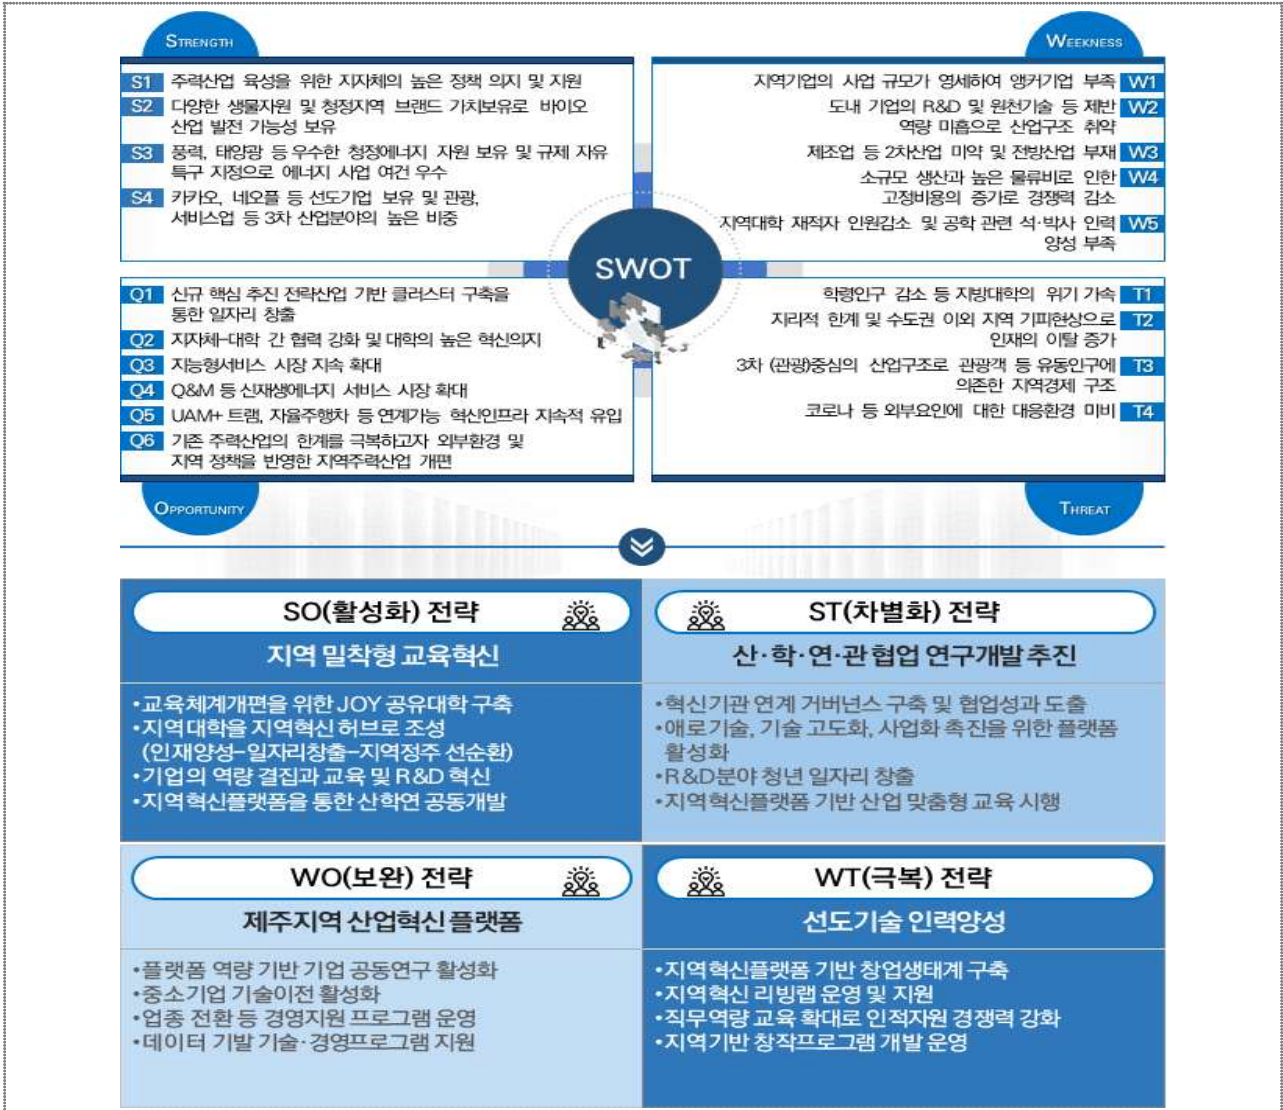 STRENGTH
S1 주력산업 육성을 위한 지자체의 높은 정책 의지 및 지원
S2 다양한 생물자원 및 청정지역 브랜드 가치보유로 바이오
산업 발전 가능성 보유
S3 풍력, 태양광 등 우수한 청정에너지 자원 보유 및 규제 자유
특구 지정으로 에너지 사업 여건 우수
S4 카카오, 네오플 등 선도기업 보유 및 관광,
서비스업 등 3차 산업분야의 높은 비중
WEEKNESS
지역기업의 사업 규모가 영세하여 앵커기업 부족 W1
도내 기업의 R&D 및 원천기술 등 제반 W2
역량 미흡으로 산업구조 취약
제조업 등 2차산업 미약 및 전방산업 부재 W3
소규모 생산과 높은 물류비로 인한 W4
고정비용의 증가로 경쟁력 감소
지역대학 재적자 인원감소 및 공학 관련 석·박사 인력 W5
양성 부족
SWOT
Q1 신규 핵심 추진 전략산업 기반 클러스터 구축을
통한 일자리 창출
Q2 지자체-대학 간 협력 강화 및 대학의 높은 혁신의지
Q3 지능형서비스 시장 지속 확대
Q4 Q&M 등 신재생에너지 서비스 시장 확대
Q5 UAM+ 트램, 자율주행차 등 연계가능 혁신인프라 지속적 유입
Q6 기존 주력산업의 한계를 극복하고자 외부환경 및
지역 정책을 반영한 지역주력산업 개편
OPPORTUNITY
학령인구 감소 등 지방대학의 위기 가속 T1
지리적 한계 및 수도권 이외 지역 기피현상으로 T2
인재의 이탈 증가
3차 (관광)중심의 산업구조로 관광객 등 유동인구에 T3
의존한 지역경제 구조
코로나 등 외부요인에 대한 대응환경 미비 T4
THREAT
SO(활성화) 전략
지역 밀착형 교육혁신
•교육체계개편을 위한 JOY 공유대학 구축
•지역대학을 지역혁신 허브로 조성
(인재양성-일자리창출-지역정주 선순환)
•기업의 역량 결집과 교육 및 R&D 혁신
•지역혁신플랫폼을 통한 산학연 공동개발
ST(차별화) 전략
산·학·연·관 협업 연구개발 추진
•혁신기관 연계 거버넌스 구축 및 협업성과 도출
•애로기술, 기술 고도화, 사업화 촉진을 위한 플랫폼
활성화
•R&D분야 청년 일자리 창출
•지역혁신플랫폼 기반 산업 맞춤형 교육 시행
WO(보완) 전략
제주지역 산업혁신 플랫폼
•플랫폼 역량 기반 기업 공동연구 활성화
•중소기업 기술이전 활성화
•업종 전환 등 경영지원 프로그램 운영
•데이터 기발 기술·경영프로그램 지원
WT(극복) 전략
선도기술 인력양성
•지역혁신플랫폼 기반 창업생태계 구축
•지역혁신 리빙랩 운영 및 지원
•직무역량 교육 확대로 인적자원 경쟁력 강화
•지역기반 창작프로그램 개발 운영